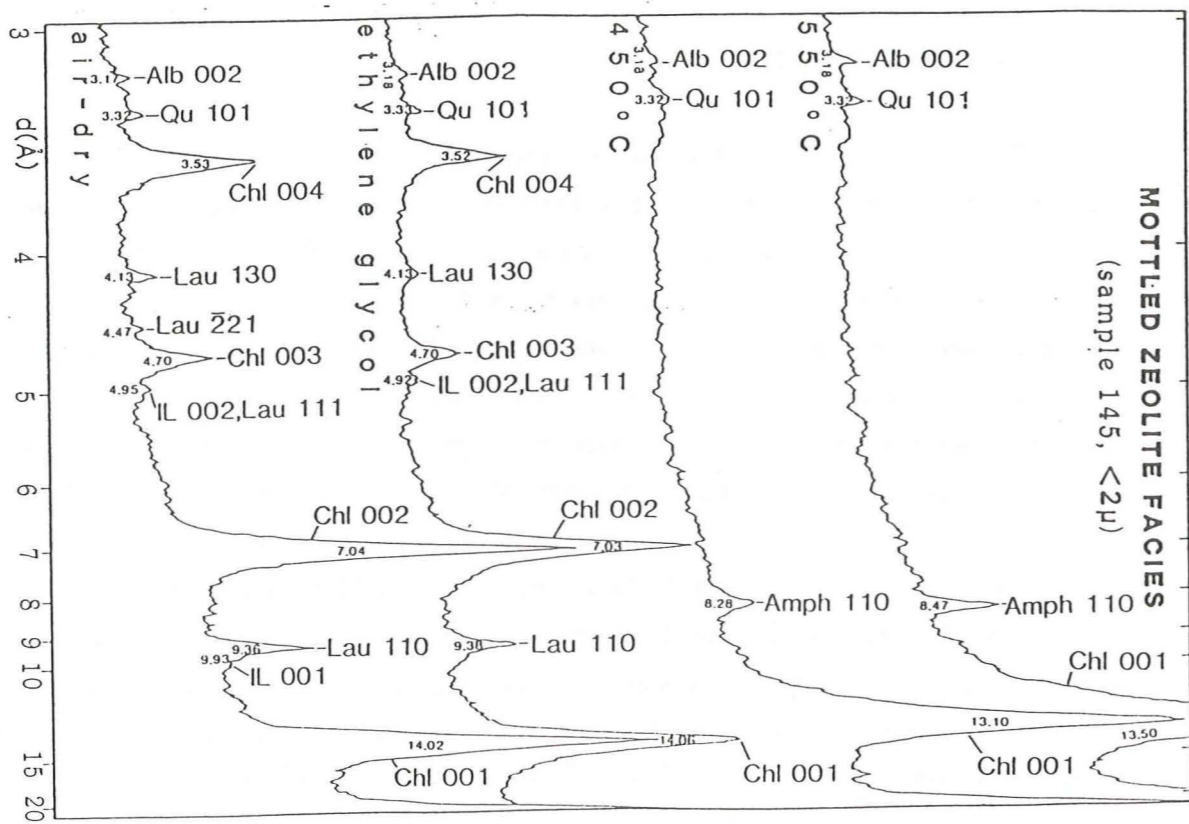 MOTTLED ZEOLITE FACIES
(sample 145, <2µ)
3
4
5
6
7
8
9
10
15
20
d(Å)
air-dry
3.17
Alb 002
3.32
Qu 101
3.53
Chl 004
4.13
Lau 130
4.47
Lau 2̄21
4.70
Chl 003
4.95
IL 002,Lau 111
Chl 002
7.04
9.36
Lau 110
9.93
IL 001
14.02
Chl 001
ethylene glycol
3.18
Alb 002
3.33
Qu 101
3.52
Chl 004
4.13
Lau 130
4.70
Chl 003
4.92
IL 002,Lau 111
Chl 002
7.03
9.30
Lau 110
14.06
Chl 001
450°C
Alb 002
3.32
Qu 101
8.28
Amph 110
13.10
Chl 001
550°C
3.18
Alb 002
3.32
Qu 101
8.47
Amph 110
Chl 001
13.50